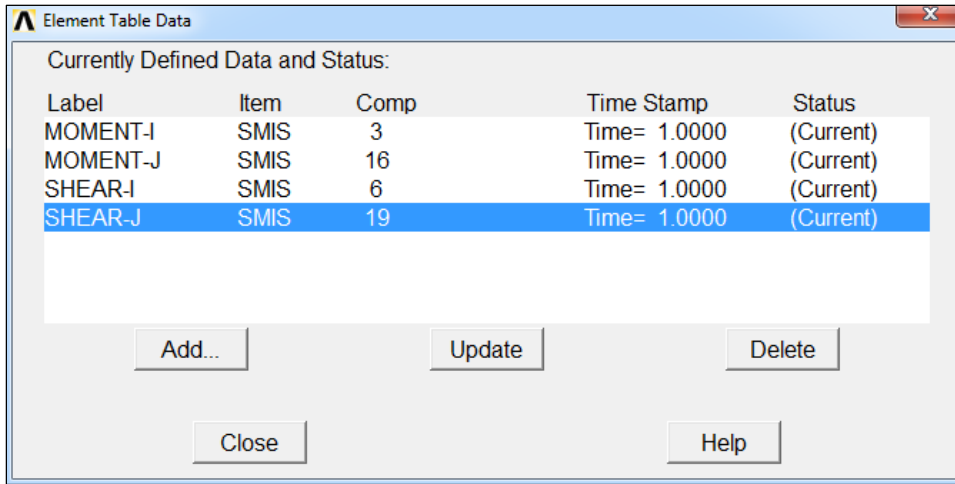 Element Table Data
Currently Defined Data and Status:
Label Item Comp Time Stamp Status
MOMENT-I SMIS 3 Time= 1.0000 (Current)
MOMENT-J SMIS 16 Time= 1.0000 (Current)
SHEAR-I SMIS 6 Time= 1.0000 (Current)
SHEAR-J SMIS 19 Time= 1.0000 (Current)
Add... Update Delete
Close Help